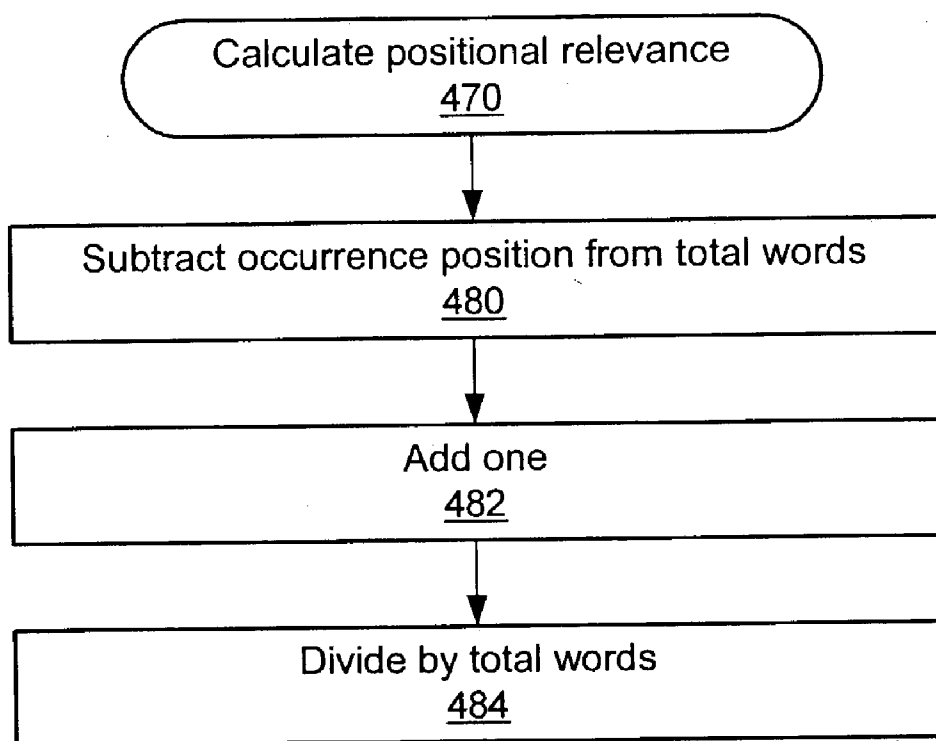 Calculate positional relevance
470
Subtract occurrence position from total words
480
Add one
482
Divide by total words
484